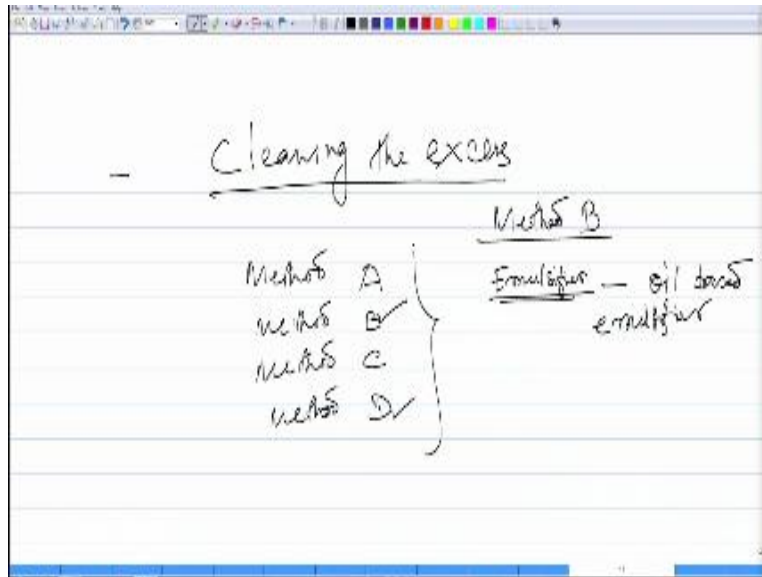 – Cleaning the excess
Method A
Method B ✓
Method C
Method D ✓
Method B
Emulsifier – oil based
emulsifier